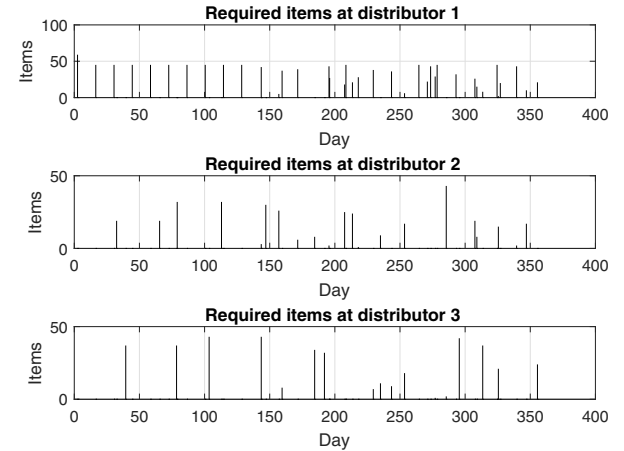 Required items at distributor 1
100
50
0
Items
0 50 100 150 200 250 300 350 400
Day
Required items at distributor 2
50
0
Items
0 50 100 150 200 250 300 350 400
Day
Required items at distributor 3
50
0
Items
0 50 100 150 200 250 300 350 400
Day